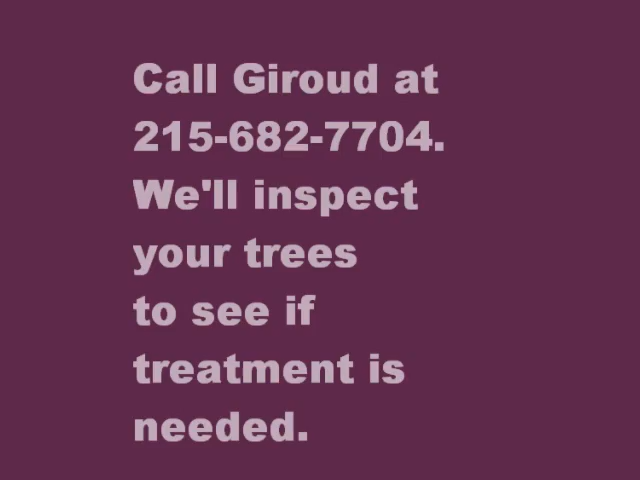 Call Giroud at
215-682-7704.
We'll inspect
your trees
to see if
treatment is
needed.